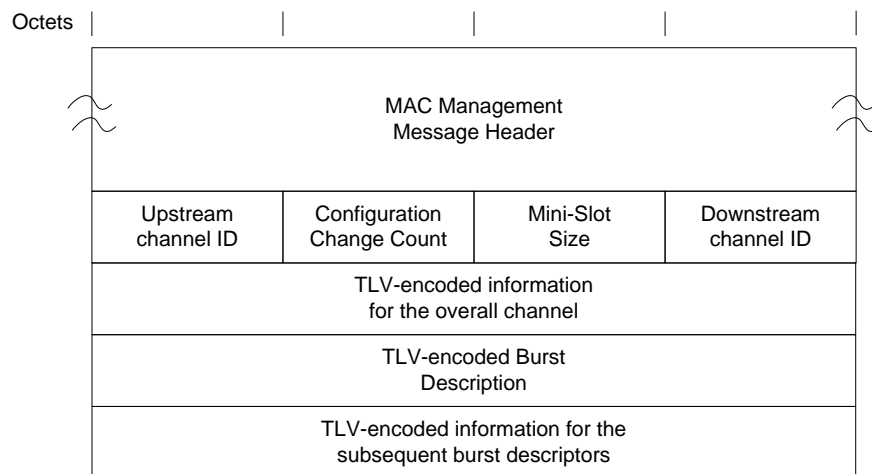 Octets
MAC Management
Message Header
Upstream
channel ID
Configuration
Change Count
Mini-Slot
Size
Downstream
channel ID
TLV-encoded information
for the overall channel
TLV-encoded Burst
Description
TLV-encoded information for the
subsequent burst descriptors